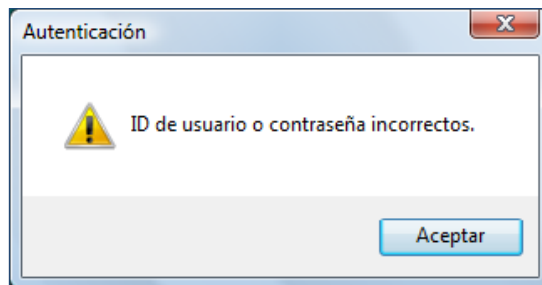 Autenticación
ID de usuario o contraseña incorrectos.
Aceptar